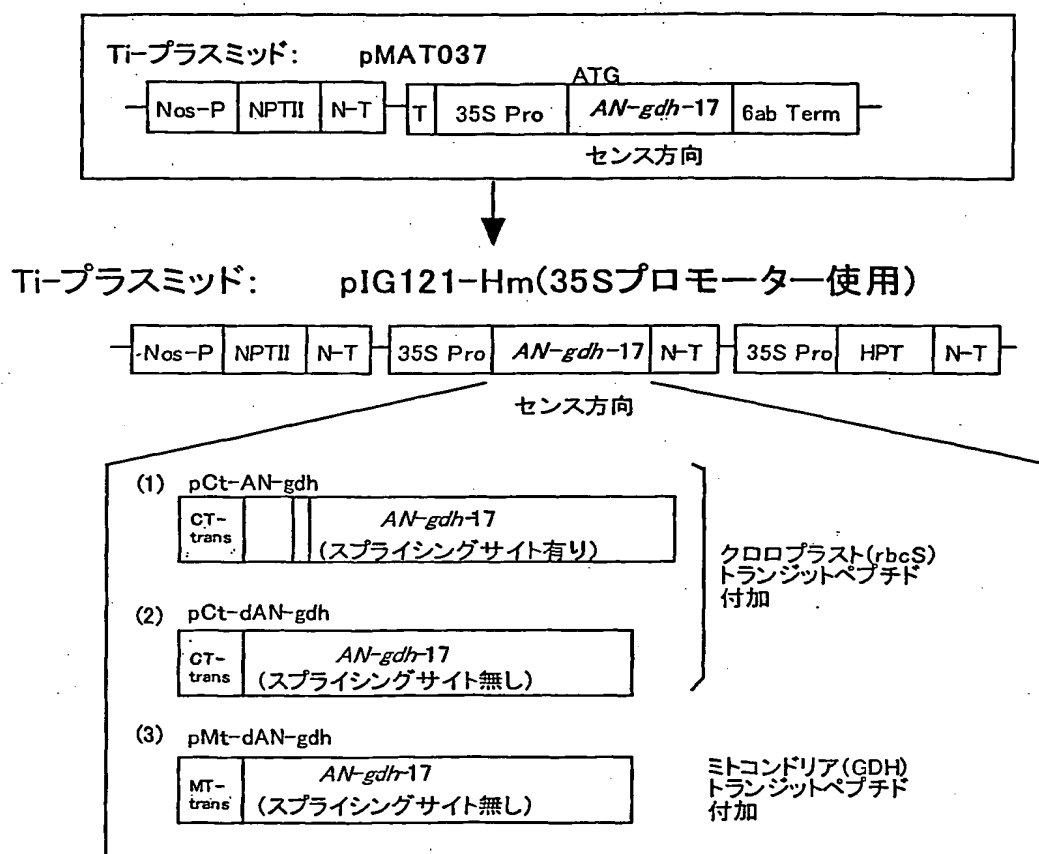 Ti-プラスミッド: pMAT037
ATG
Nos-P NPTII N-T T 35S Pro AN-gdh-17 6ab Term
センス方向
Ti-プラスミッド: pIG121-Hm(35Sプロモーター使用)
Nos-P NPTII N-T 35S Pro AN-gdh-17 N-T 35S Pro HPT N-T
センス方向
(1) pCt-AN-gdh
CT-
trans
AN-gdh-17
(スプライシングサイト有り)
クロロプラスト(rbcS)
トランジットペプチド
付加
(2) pCt-dAN-gdh
CT-
trans
AN-gdh-17
(スプライシングサイト無し)
(3) pMt-dAN-gdh
MT-
trans
AN-gdh-17
(スプライシングサイト無し)
ミトコンドリア(GDH)
トランジットペプチド
付加